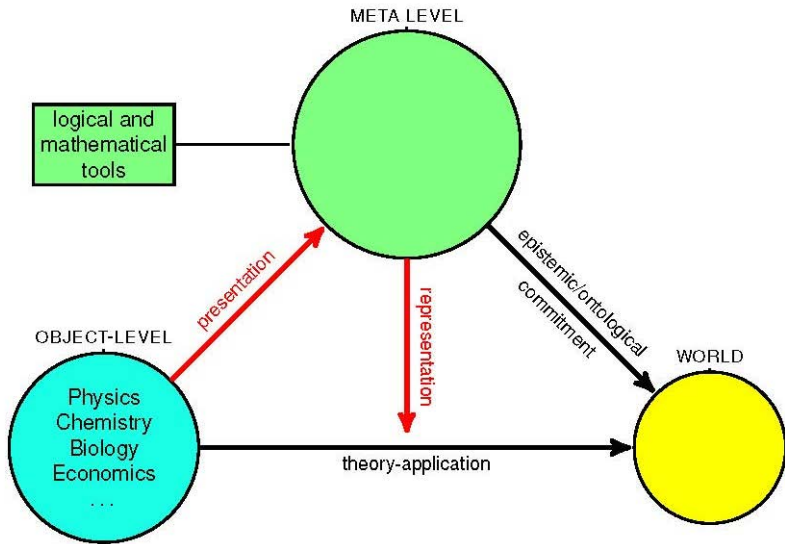 META LEVEL
logical and
mathematical
tools
presentation
representation
epistemic/ontological
commitment
OBJECT-LEVEL
WORLD
Physics
Chemistry
Biology
Economics
. . .
theory-application